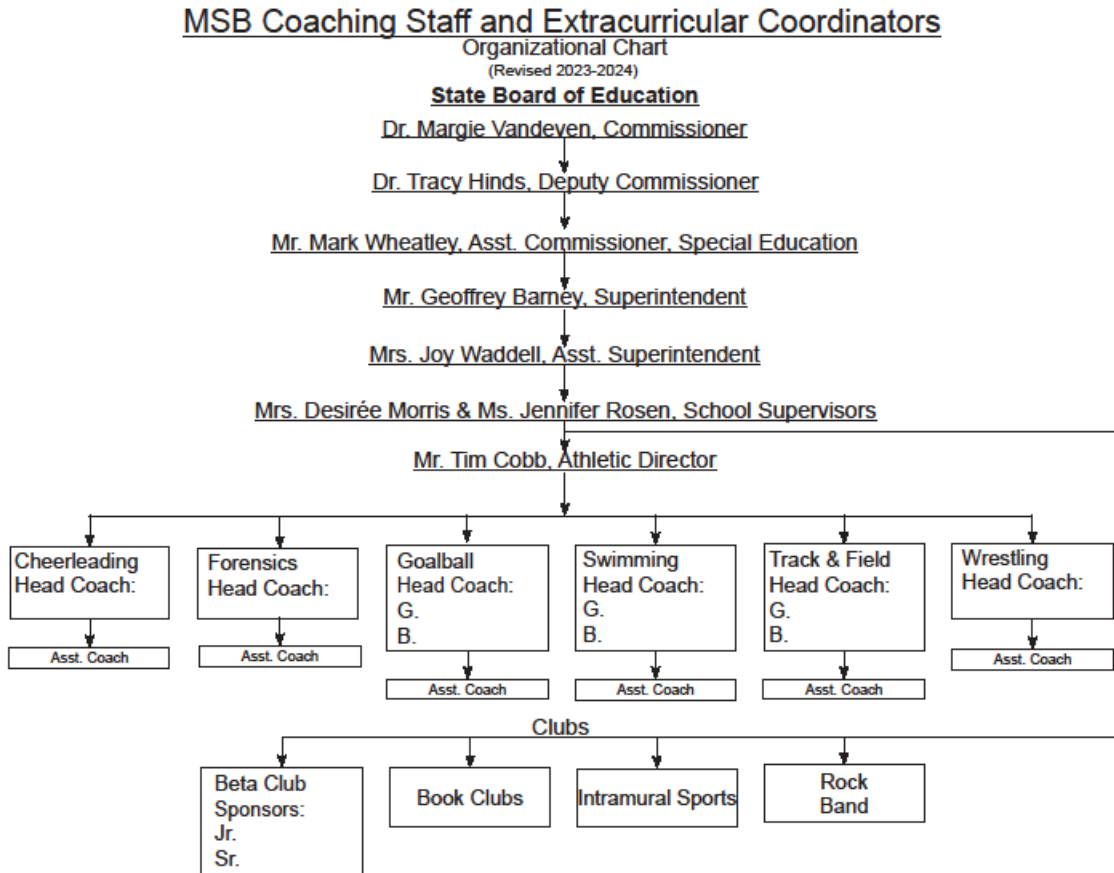 MSB Coaching Staff and Extracurricular Coordinators
Organizational Chart
(Revised 2023-2024)
State Board of Education
Dr. Margie Vandeven, Commissioner
Dr. Tracy Hinds, Deputy Commissioner
Mr. Mark Wheatley, Asst. Commissioner, Special Education
Mr. Geoffrey Barney, Superintendent
Mrs. Joy Waddell, Asst. Superintendent
Mrs. Desirée Morris & Ms. Jennifer Rosen, School Supervisors
Mr. Tim Cobb, Athletic Director
Cheerleading
Head Coach:
Asst. Coach
Forensics
Head Coach:
Asst. Coach
Goalball
Head Coach:
G.
B.
Asst. Coach
Swimming
Head Coach:
G.
B.
Asst. Coach
Track & Field
Head Coach:
G.
B.
Asst. Coach
Wrestling
Head Coach:
Asst. Coach
Clubs
Beta Club
Sponsors:
Jr.
Sr.
Book Clubs
Intramural Sports
Rock
Band